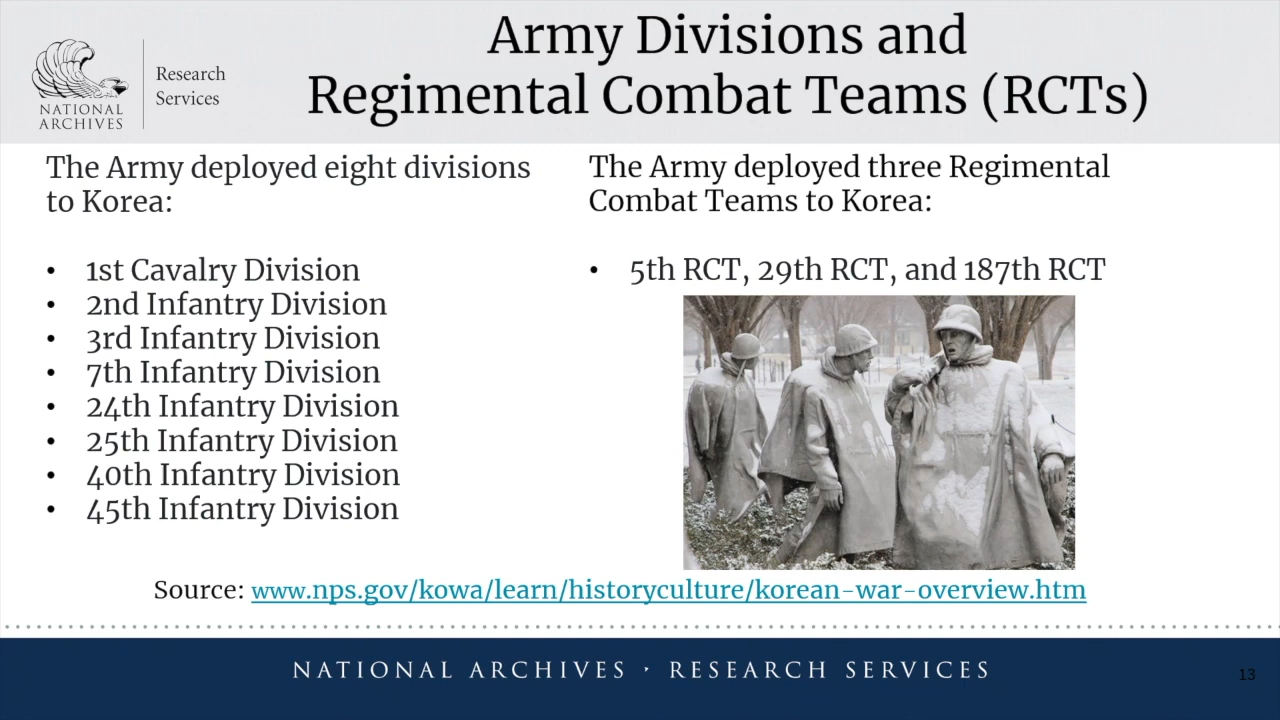 Army Divisions and
Regimental Combat Teams (RCTs)
NATIONAL
ARCHIVES
Research
Services
The Army deployed eight divisions
to Korea:
• 1st Cavalry Division
• 2nd Infantry Division
• 3rd Infantry Division
• 7th Infantry Division
• 24th Infantry Division
• 25th Infantry Division
• 40th Infantry Division
• 45th Infantry Division
The Army deployed three Regimental
Combat Teams to Korea:
• 5th RCT, 29th RCT, and 187th RCT
Source: www.nps.gov/kowa/learn/historyculture/korean-war-overview.htm
NATIONAL ARCHIVES · RESEARCH SERVICES
13